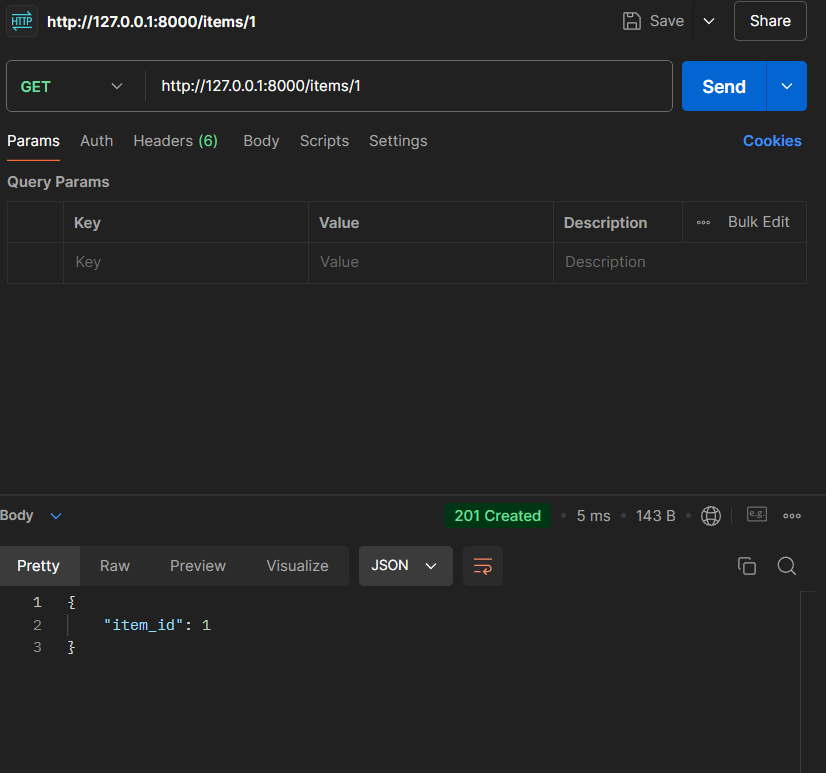 HTTP http://127.0.0.1:8000/items/1 Save Share
GET http://127.0.0.1:8000/items/1 Send
Params Auth Headers (6) Body Scripts Settings Cookies
Query Params
Key Value Description Bulk Edit
Key Value Description
Body 201 Created 5 ms 143 B e.g.
Pretty Raw Preview Visualize JSON
1 {
2 "item_id": 1
3 }